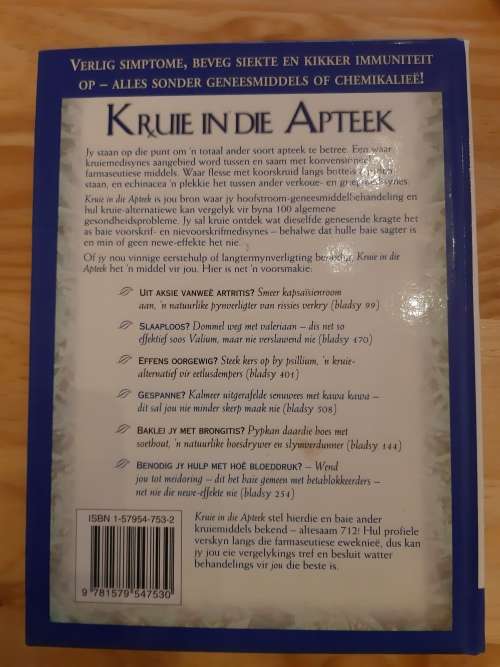 VERLIG SIMPTOME, BEVEG SIEKTE EN KIKKER IMMUNITEIT
OP – ALLES SONDER GENEESMIDDELS OF CHEMIKALIEË!
KRUIE IN DIE APTEEK
Jy staan op die punt om 'n totaal ander soort apteek te betree. Een waar
kruiemedisynes aangebied word tussen en saam met konvensionele
farmaseutiese middels. Waar flesse met koorskruid langs bottels
staan, en echinacea 'n plekkie het tussen ander verkoue- en griepmedisynes.
Kruie in die Apteek is jou bron waar jy hoofstroom-geneesmiddelbehandeling en
hul kruie-alternatiewe kan vergelyk vir byna 100 algemene
gesondheidsprobleme. Jy sal kruie ontdek wat dieselfde genesende kragte het
as baie voorskrif- en nievoorskrifmedisynes – behalwe dat hulle baie sagter is
en min of geen newe-effekte het nie.
Of jy nou vinnige eerstehulp of langtermynverligting benodig, Kruie in die
Apteek het 'n middel vir jou. Hier is net 'n voorsmakie:
UIT AKSIE VANWEË ARTRITIS? Smeer kapsaïsienroom
aan, 'n natuurlike pynvergligter van rissies verkry (bladsy 99)
SLAAPLOOS? Dommel weg met valeriaan – dis net so
effektief soos Valium, maar nie verslawend nie (bladsy 470)
EFFENS OORGEWIG? Steek kers op by psillium, 'n kruie-
alternatief vir eetlusdempers (bladsy 401)
GESPANNE? Kalmeer uitgerafelde senuwees met kawa kawa –
dit sal jou nie minder skerp maak nie (bladsy 508)
BAKLEI JY MET BRONGITIS? Pypkan daardie hoes met
soethout, 'n natuurlike hoesdrywer en slymverdunner (bladsy 144)
BENODIG JY HULP MET HOË BLOEDDRUK? – Wend
jou tot meidoring – dit het baie gemeen met betablokkeerders –
net nie die newe-effekte nie (bladsy 254)
Kruie in die Apteek stel hierdie en baie ander
kruiemiddels bekend – altesaam 712! Hul profiele
verskyn langs die farmaseutiese eweknieë, dus kan
jy jou eie vergelykings tref en besluit watter
behandelings vir jou die beste is.
ISBN 1-57954-753-2
9 781579 547530